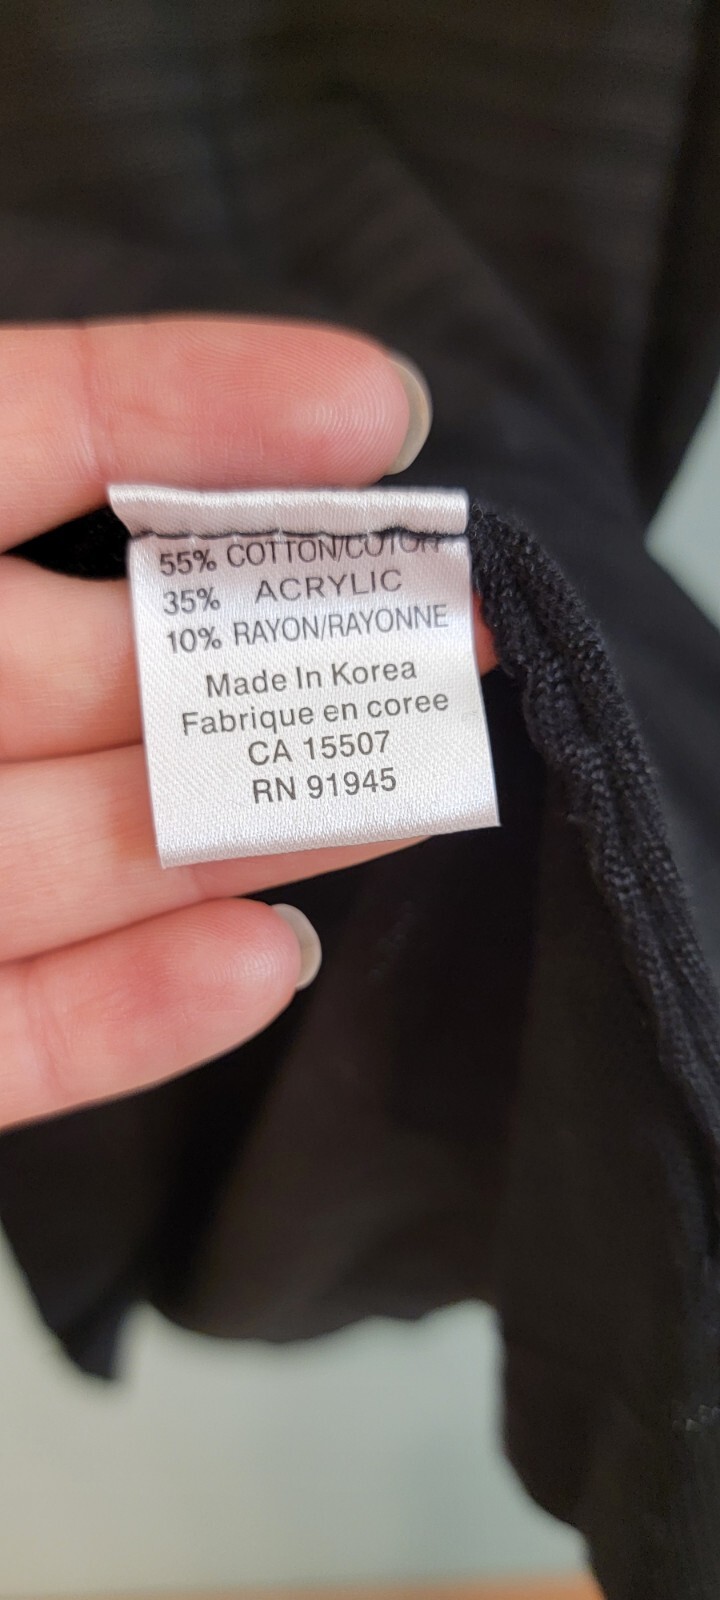 55% COTTON/COTON
35% ACRYLIC
10% RAYON/RAYONNE
Made In Korea
Fabrique en coree
CA 15507
RN 91945